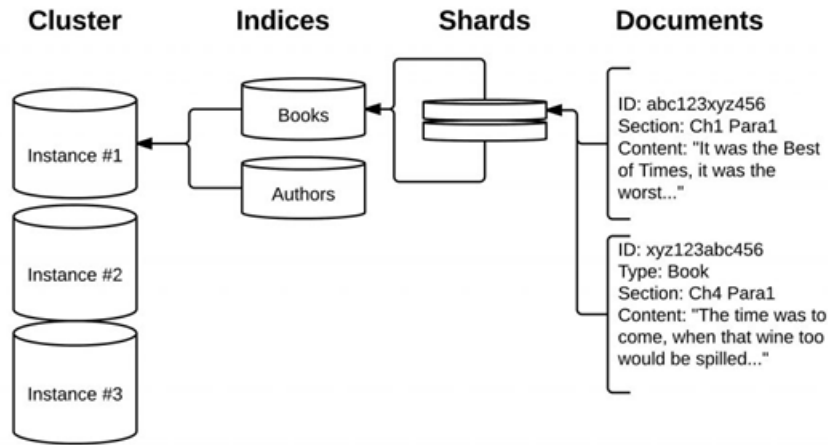 Cluster
Indices
Shards
Documents
Instance #1
Instance #2
Instance #3
Books
Authors
ID: abc123xyz456
Section: Ch1 Para1
Content: "It was the Best
of Times, it was the
worst..."
ID: xyz123abc456
Type: Book
Section: Ch4 Para1
Content: "The time was to
come, when that wine too
would be spilled..."